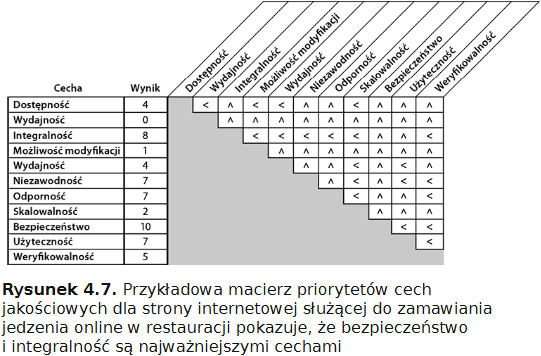 Dostępność
Wydajność
Integralność
Możliwość modyfikacji
Wydajność
Niezawodność
Odporność
Skalowalność
Bezpieczeństwo
Użyteczność
Weryfikowalność
Cecha Wynik
Dostępność 4 < ^ < < ^ ^ < ^ ^ ^
Wydajność 0 ^ ^ ^ ^ ^ ^ ^ ^ ^
Integralność 8 < < < < < ^ < <
Możliwość modyfikacji 1 ^ ^ ^ ^ ^ ^ ^
Wydajność 4 ^ ^ < ^ < ^
Niezawodność 7 ^ < ^ < <
Odporność 7 < ^ ^ <
Skalowalność 2 ^ ^ ^
Bezpieczeństwo 10 < <
Użyteczność 7 <
Weryfikowalność 5
Rysunek 4.7. Przykładowa macierz priorytetów cech
jakościowych dla strony internetowej służącej do zamawiania
jedzenia online w restauracji pokazuje, że bezpieczeństwo
i integralność są najważniejszymi cechami